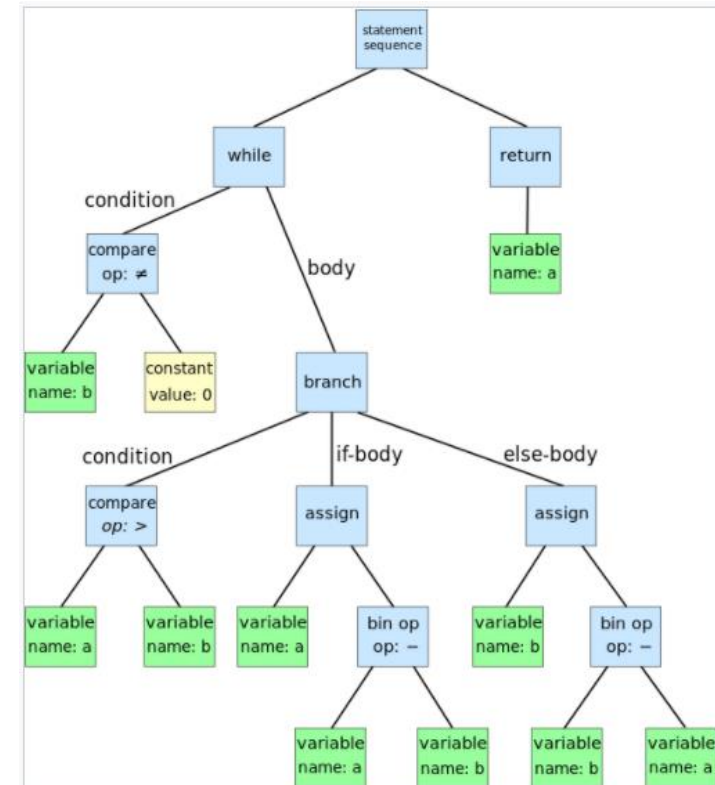 statement
sequence
while
return
condition
body
compare
op: ≠
variable
name: a
variable
name: b
constant
value: 0
branch
condition
if-body
else-body
compare
op: >
assign
assign
variable
name: a
variable
name: b
variable
name: a
bin op
op: −
variable
name: b
bin op
op: −
variable
name: a
variable
name: b
variable
name: b
variable
name: a